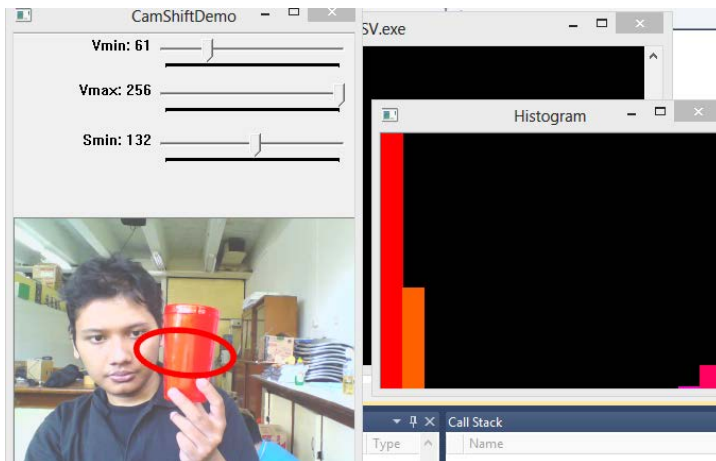 CamShiftDemo
Vmin: 61
Vmax: 256
Smin: 132
SV.exe
Histogram
Call Stack
Type
Name